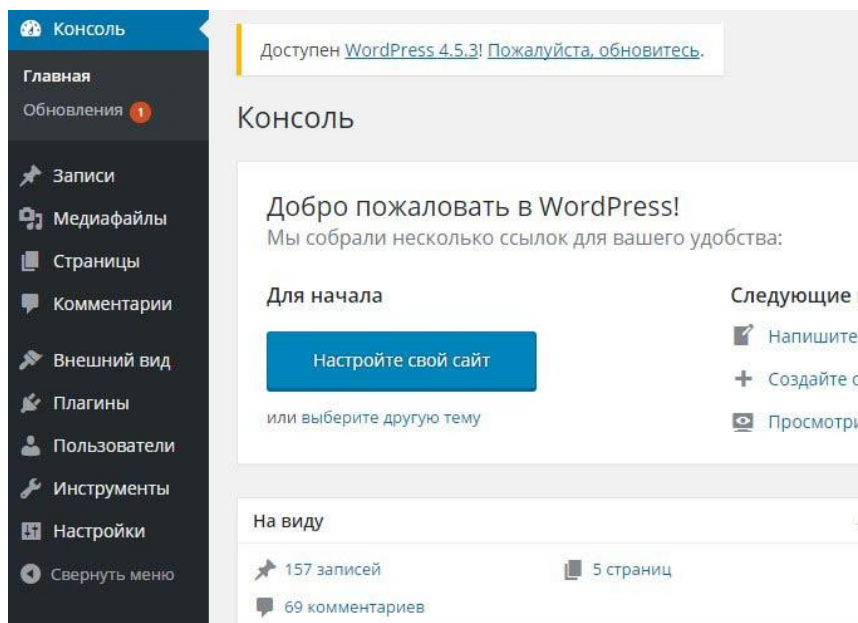 Консоль
Главная
Обновления 1
Записи
Медиафайлы
Страницы
Комментарии
Внешний вид
Плагины
Пользователи
Инструменты
Настройки
Свернуть меню
Доступен WordPress 4.5.3! Пожалуйста, обновитесь.
Консоль
Добро пожаловать в WordPress!
Мы собрали несколько ссылок для вашего удобства:
Для начала
Настройте свой сайт
или выберите другую тему
Следующие
Напишите
Создайте
Просмотри
На виду
157 записей
5 страниц
69 комментариев